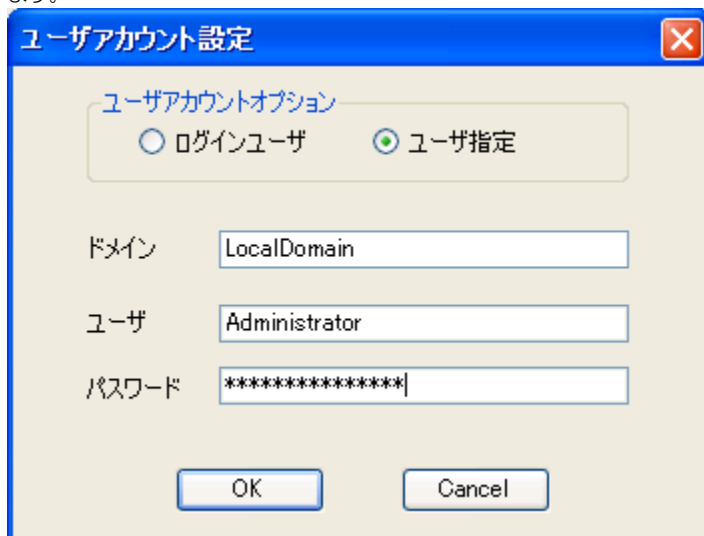 ます。
ユーザアカウント設定
ユーザアカウントオプション
ログインユーザ ユーザ指定
ドメイン LocalDomain
ユーザ Administrator
パスワード ***************
OK Cancel